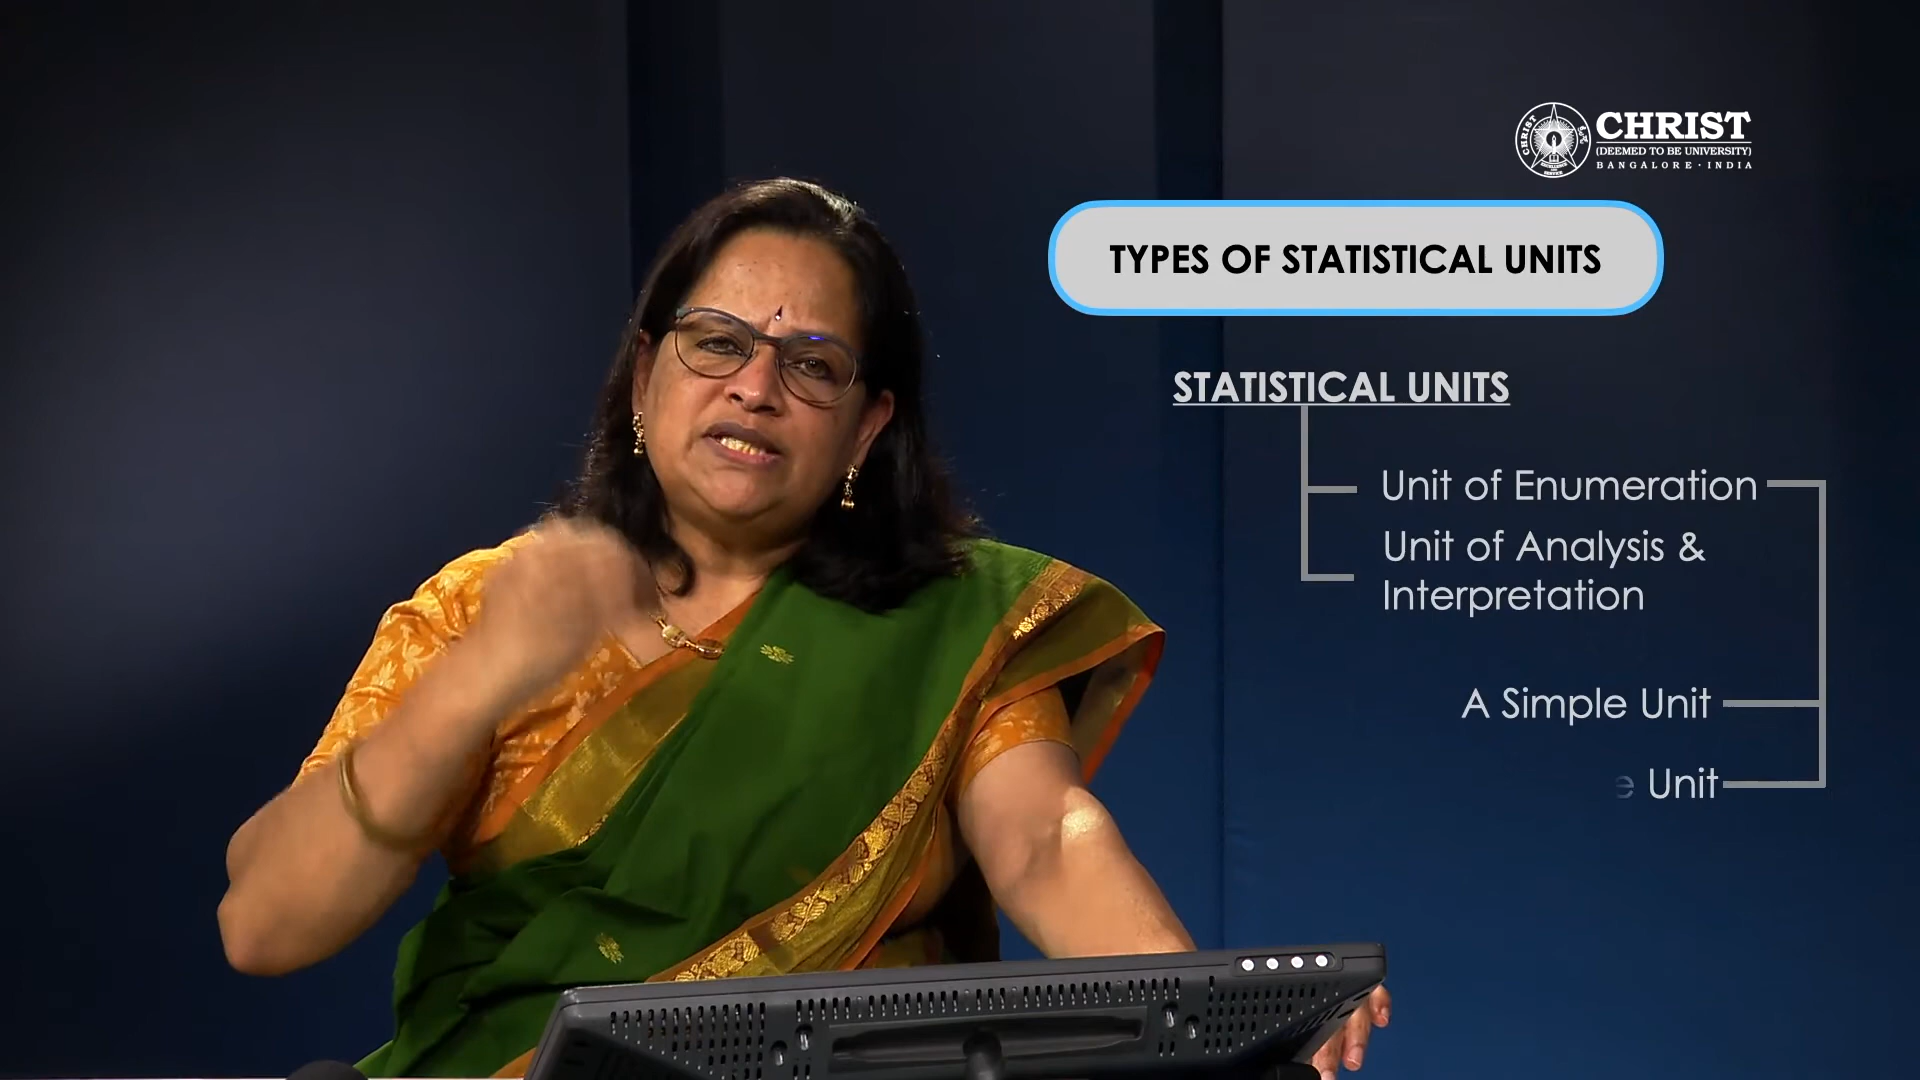 CHRIST
(DEEMED TO BE UNIVERSITY)
BANGALORE · INDIA
TYPES OF STATISTICAL UNITS
STATISTICAL UNITS
Unit of Enumeration
Unit of Analysis &
Interpretation
A Simple Unit
e Unit